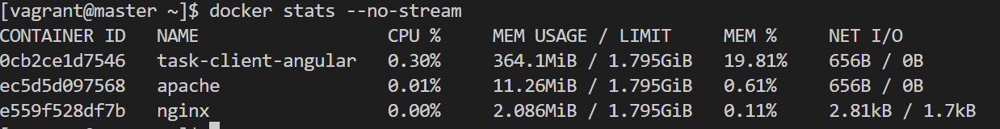 [vagrant@master ~]$ docker stats --no-stream
CONTAINER ID   NAME                  CPU %     MEM USAGE / LIMIT     MEM %     NET I/O
0cb2ce1d7546   task-client-angular   0.30%     364.1MiB / 1.795GiB   19.81%    656B / 0B
ec5d5d097568   apache                0.01%     11.26MiB / 1.795GiB   0.61%     656B / 0B
e559f528df7b   nginx                 0.00%     2.086MiB / 1.795GiB   0.11%     2.81kB / 1.7kB